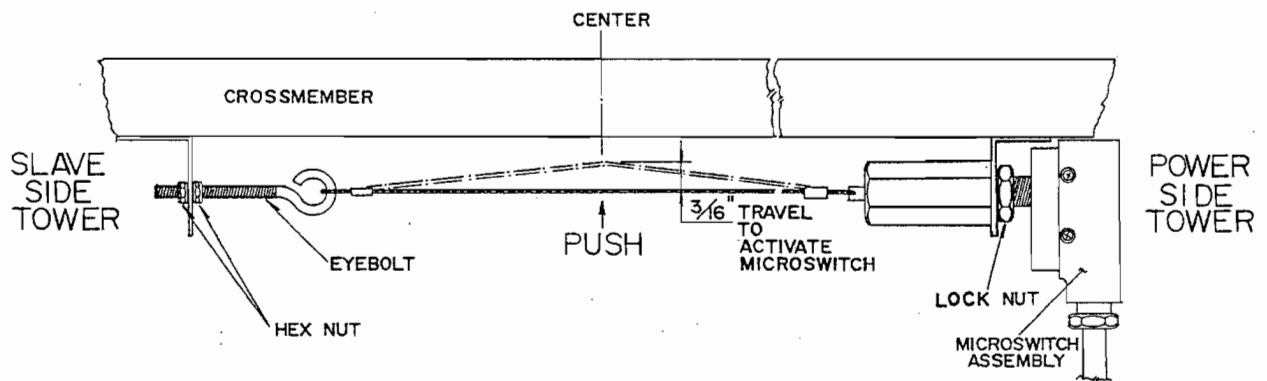 CENTER
CROSSMEMBER
SLAVE
SIDE
TOWER
POWER
SIDE
TOWER
3/16" TRAVEL
TO
ACTIVATE
MICROSWITCH
PUSH
EYEBOLT
HEX NUT
LOCK NUT
MICROSWITCH
ASSEMBLY